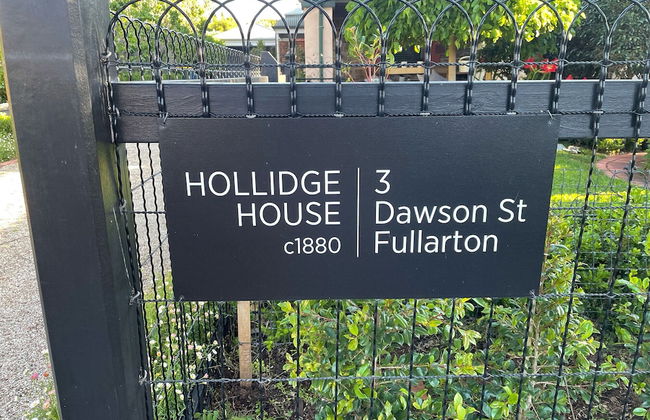 HOLLIDGE
HOUSE
c1880
3
Dawson St
Fullarton